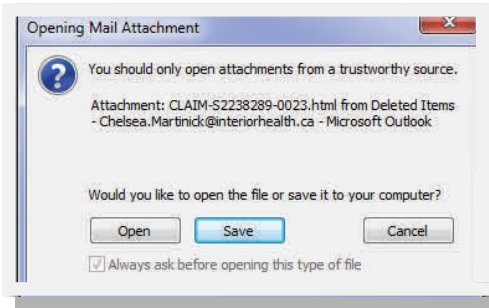 Opening Mail Attachment
You should only open attachments from a trustworthy source.
Attachment: CLAIM-S2238289-0023.html from Deleted Items
- Chelsea.Martinick@interiorhealth.ca - Microsoft Outlook
Would you like to open the file or save it to your computer?
Open Save Cancel
Always ask before opening this type of file